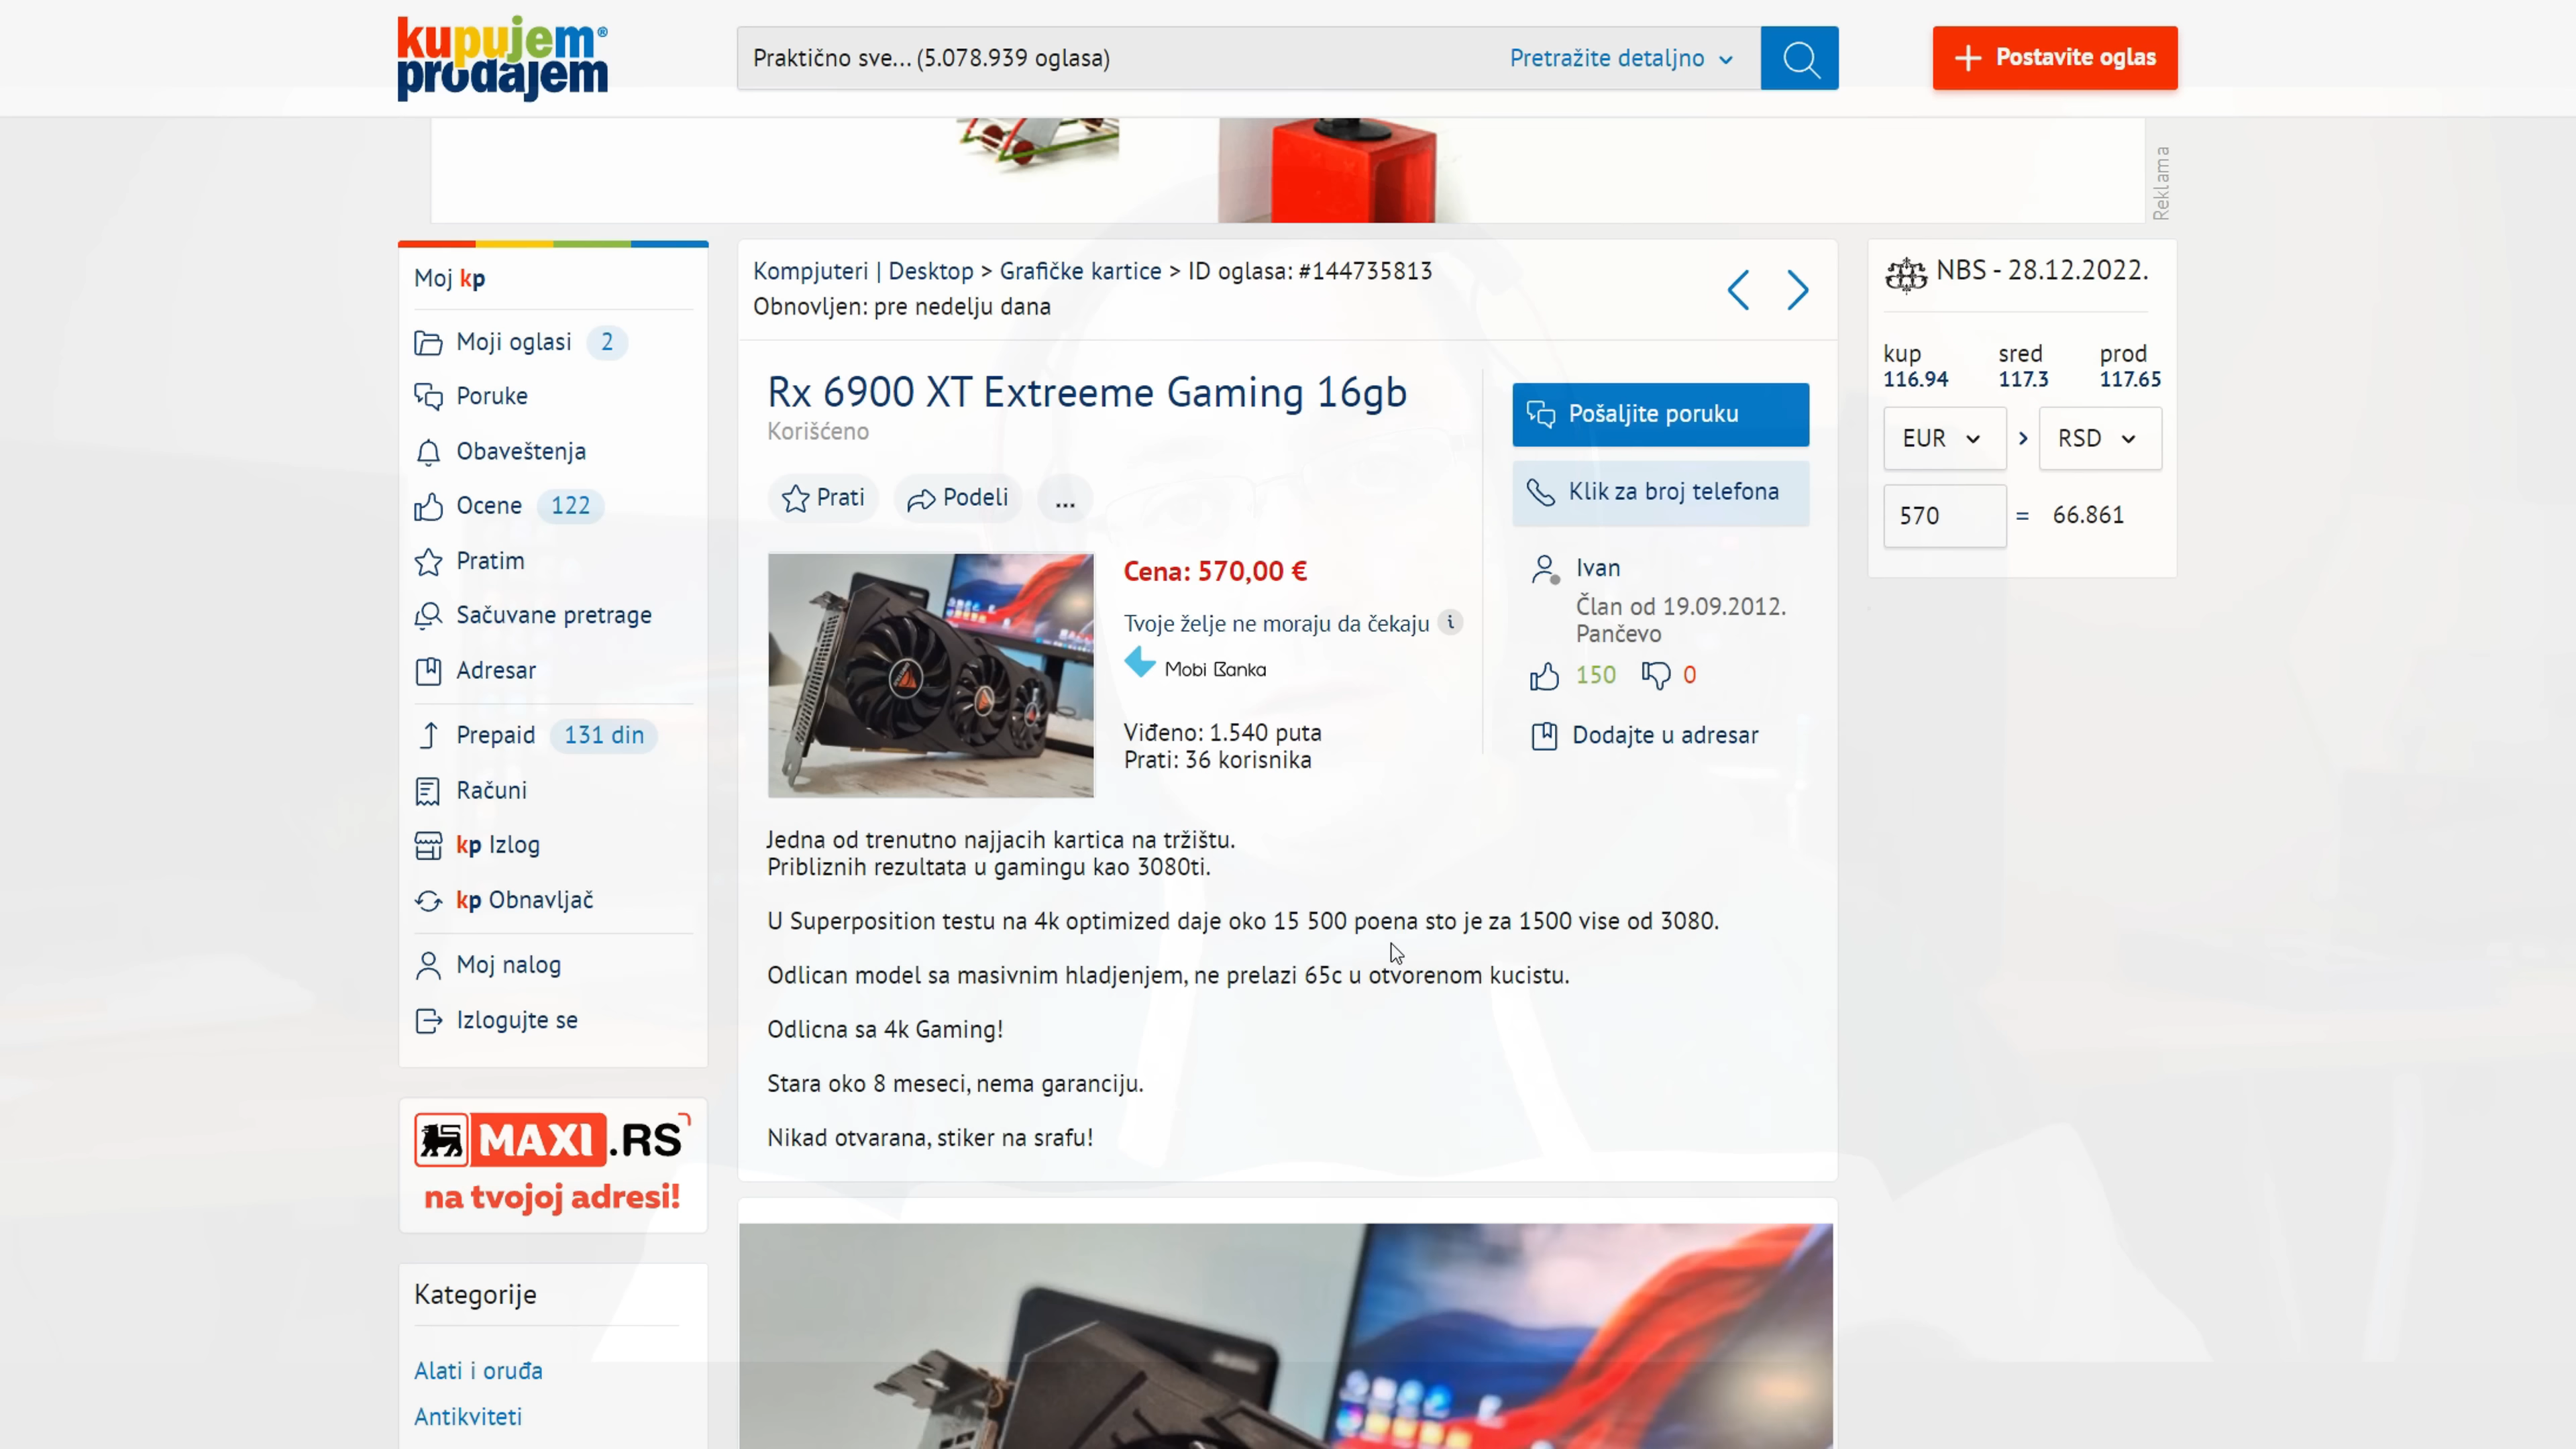 kupujem®
prodajem
Praktično sve... (5.078.939 oglasa)
Pretražite detaljno
Postavite oglas
Reklama
Moj kp
Moji oglasi 2
Poruke
Obaveštenja
Ocene 122
Pratim
Sačuvane pretrage
Adresar
Prepaid 131 din
Računi
kp Izlog
kp Obnavljač
Moj nalog
Izlogujte se
MAXI.RS
na tvojoj adresi!
Kategorije
Alati i oruđa
Antikviteti
Kompjuteri | Desktop > Grafičke kartice > ID oglasa: #144735813
Obnovljen: pre nedelju dana
Rx 6900 XT Extreeme Gaming 16gb
Korišćeno
Prati
Podeli
...
Cena: 570,00 €
Tvoje želje ne moraju da čekaju i
Mobi Banka
Viđeno: 1.540 puta
Prati: 36 korisnika
Pošaljite poruku
Klik za broj telefona
Ivan
Član od 19.09.2012.
Pančevo
150 0
Dodajte u adresar
Jedna od trenutno najjacih kartica na tržištu.
Pribliznih rezultata u gamingu kao 3080ti.
U Superposition testu na 4k optimized daje oko 15 500 poena sto je za 1500 vise od 3080.
Odlican model sa masivnim hladjenjem, ne prelazi 65c u otvorenom kucistu.
Odlicna sa 4k Gaming!
Stara oko 8 meseci, nema garanciju.
Nikad otvarana, stiker na srafu!
NBS - 28.12.2022.
kup sred prod
116.94 117.3 117.65
EUR > RSD
570 = 66.861